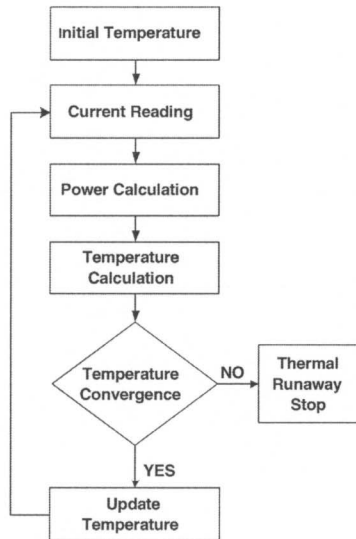 Initial Temperature
Current Reading
Power Calculation
Temperature
Calculation
Temperature
Convergence
NO
Thermal
Runaway
Stop
YES
Update
Temperature